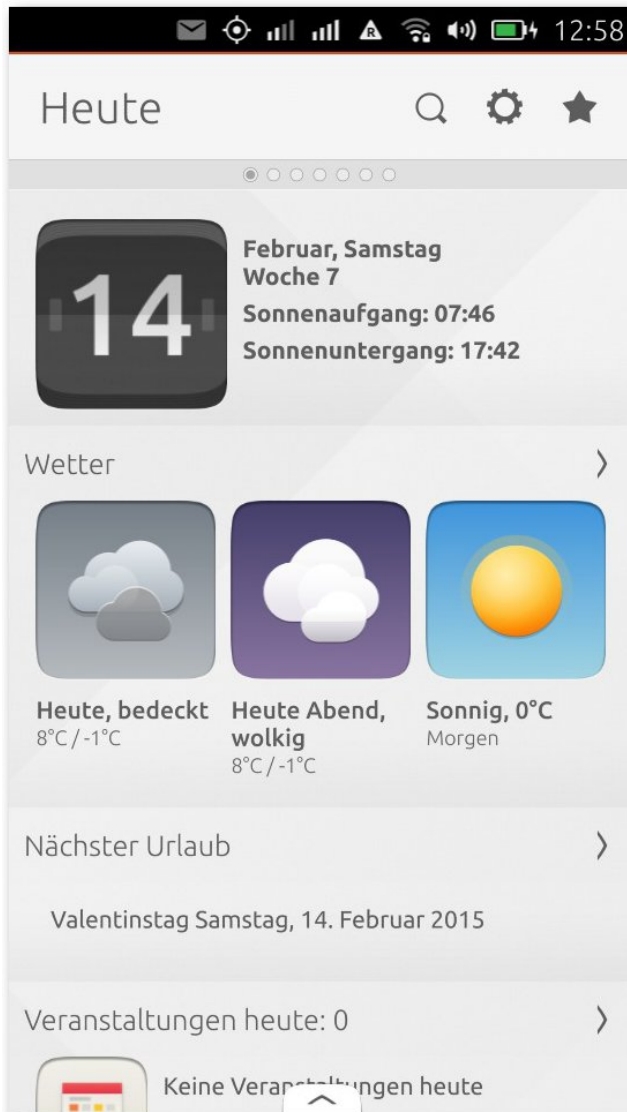 12:58
Heute
14
Februar, Samstag
Woche 7
Sonnenaufgang: 07:46
Sonnenuntergang: 17:42
Wetter
Heute, bedeckt
8°C / -1°C
Heute Abend,
wolkig
8°C / -1°C
Sonnig, 0°C
Morgen
Nächster Urlaub
Valentinstag Samstag, 14. Februar 2015
Veranstaltungen heute: 0
Keine Veranstaltungen heute